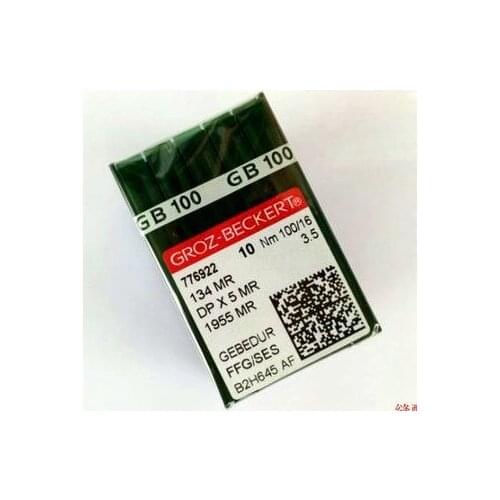 GB 100 GB 100
GROZ-BECKERT®
776922 10 Nm 100/16
134 MR 3.5
DP X 5 MR
1955 MR
GEBEDUR
FFG/SES
B2H645 AF